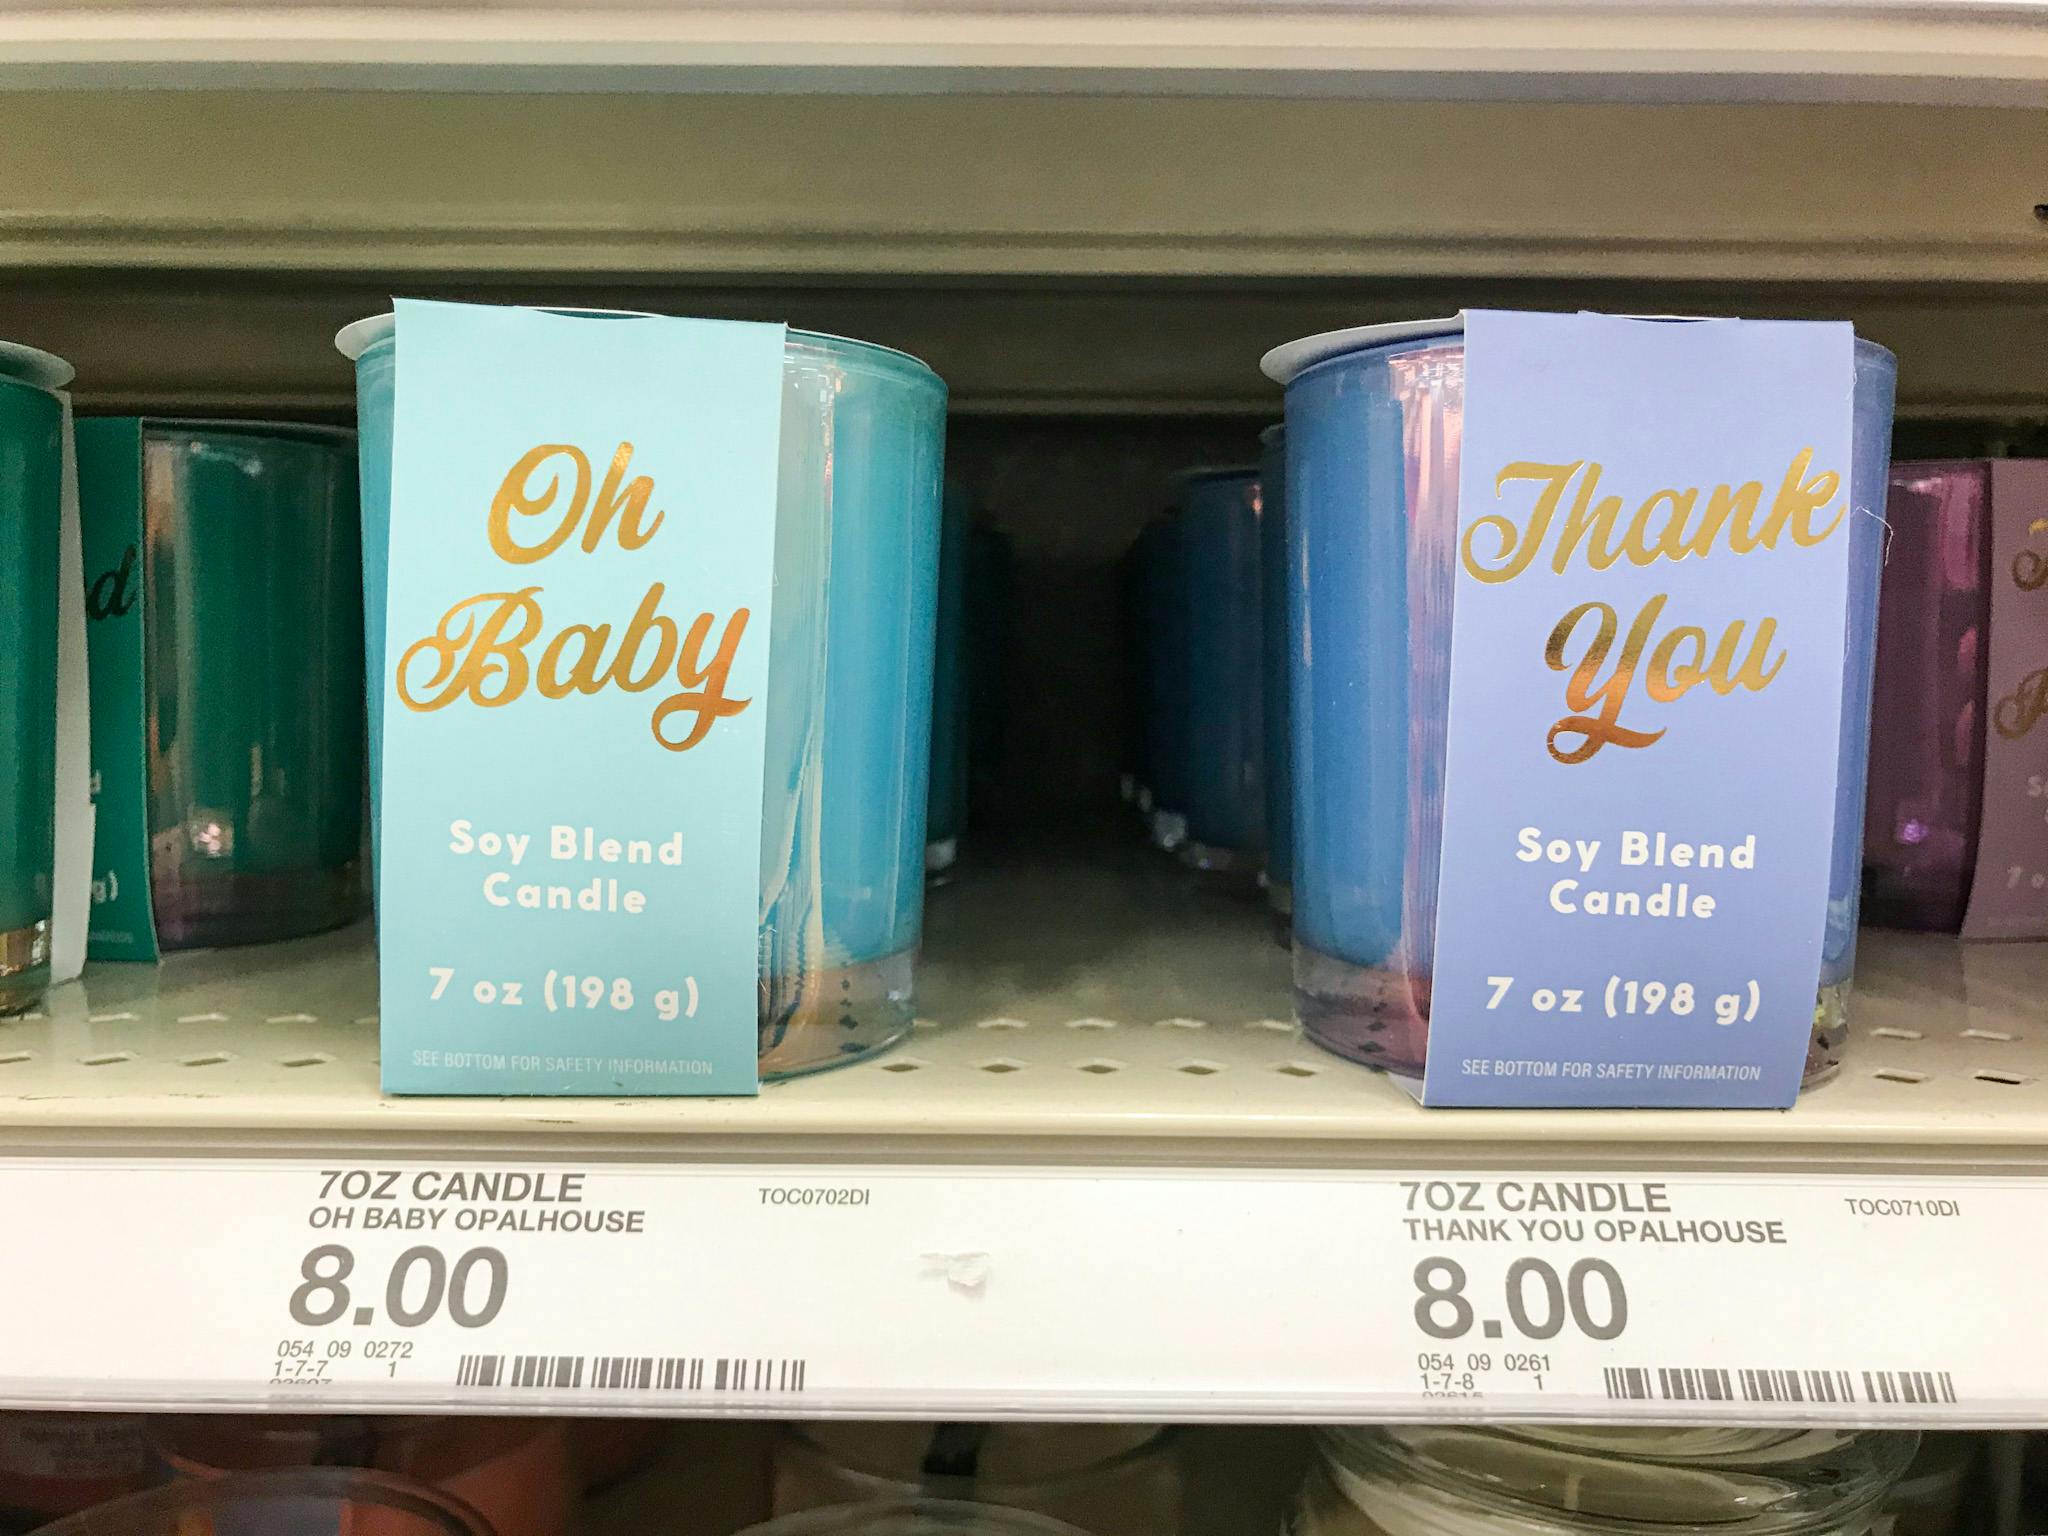 Oh
Baby
Soy Blend
Candle
7 oz (198 g)
SEE BOTTOM FOR SAFETY INFORMATION
Thank
You
Soy Blend
Candle
7 oz (198 g)
SEE BOTTOM FOR SAFETY INFORMATION
d
g)
7OZ CANDLE
OH BABY OPALHOUSE
TOC0702DI
8.00
054 09 0272
1-7-7 1
7OZ CANDLE
THANK YOU OPALHOUSE
TOC0710DI
8.00
054 09 0261
1-7-8 1